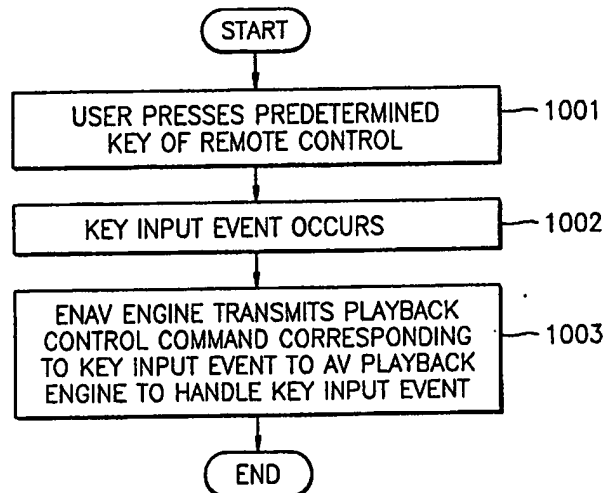 START
USER PRESSES PREDETERMINED
KEY OF REMOTE CONTROL
1001
KEY INPUT EVENT OCCURS
1002
ENAV ENGINE TRANSMITS PLAYBACK
CONTROL COMMAND CORRESPONDING
TO KEY INPUT EVENT TO AV PLAYBACK
ENGINE TO HANDLE KEY INPUT EVENT
1003
END